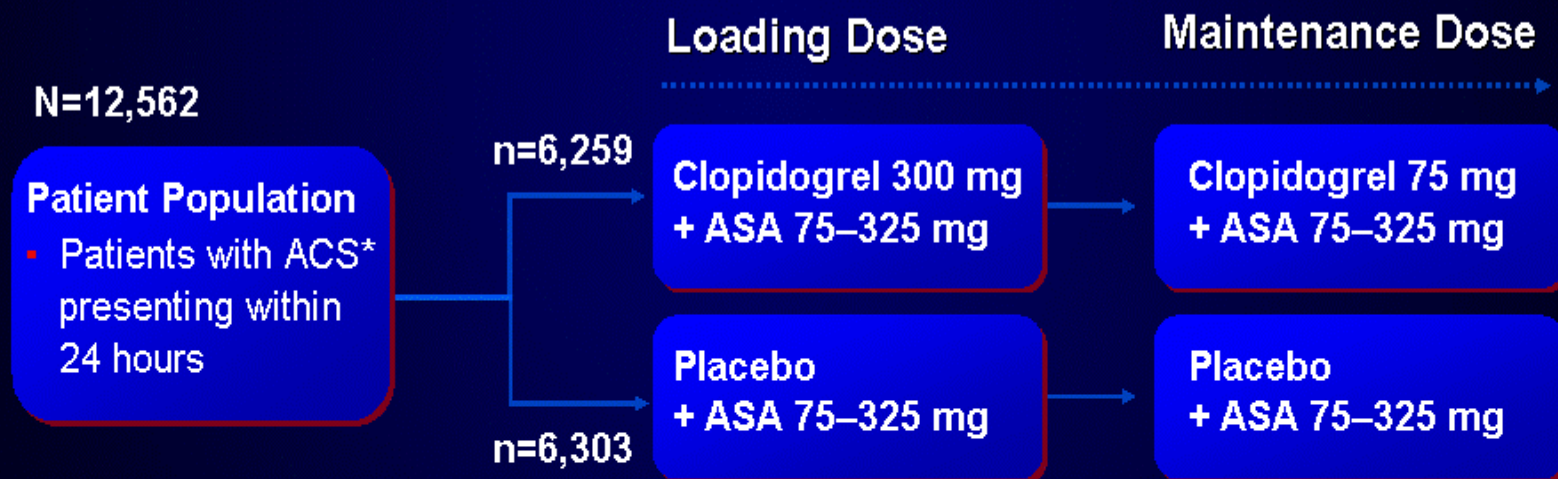 Loading Dose
Maintenance Dose
N=12,562
Patient Population
▪ Patients with ACS*
presenting within
24 hours
n=6,259
Clopidogrel 300 mg
+ ASA 75–325 mg
Clopidogrel 75 mg
+ ASA 75–325 mg
n=6,303
Placebo
+ ASA 75–325 mg
Placebo
+ ASA 75–325 mg